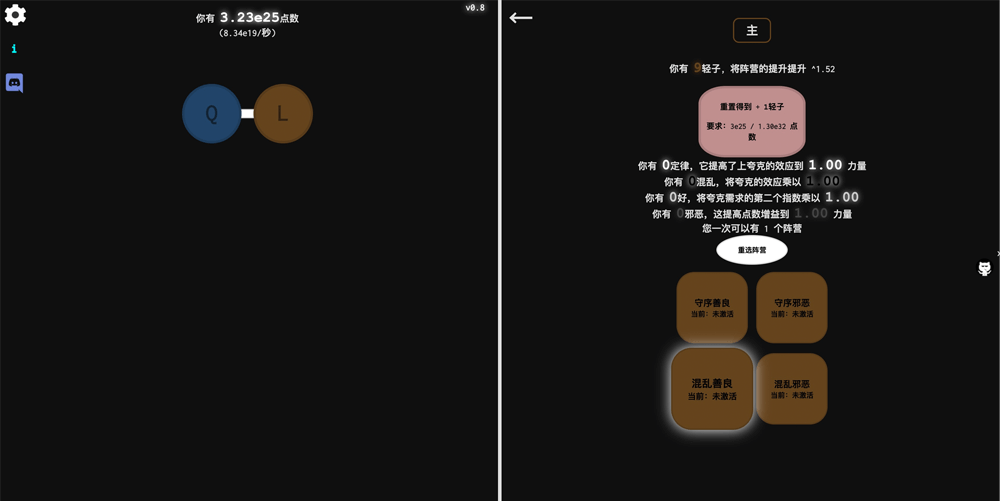 v0.8
你有 3.23e25点数
(8.34e19/秒)
i
Q
L
主
你有 9轻子，将阵营的提升提升 ^1.52
重置得到 + 1轻子
要求: 3e25 / 1.30e32 点
数
你有 0定律，它提高了上夸克的效应到 1.00 力量
你有 0混乱，将夸克的效应乘以 1.00
你有 0好，将夸克需求的第二个指数乘以 1.00
你有 0邪恶，这提高点数增益到 1.00 力量
您一次可以有 1 个阵营
重选阵营
守序善良
当前: 未激活
守序邪恶
当前: 未激活
混乱善良
当前: 未激活
混乱邪恶
当前: 未激活